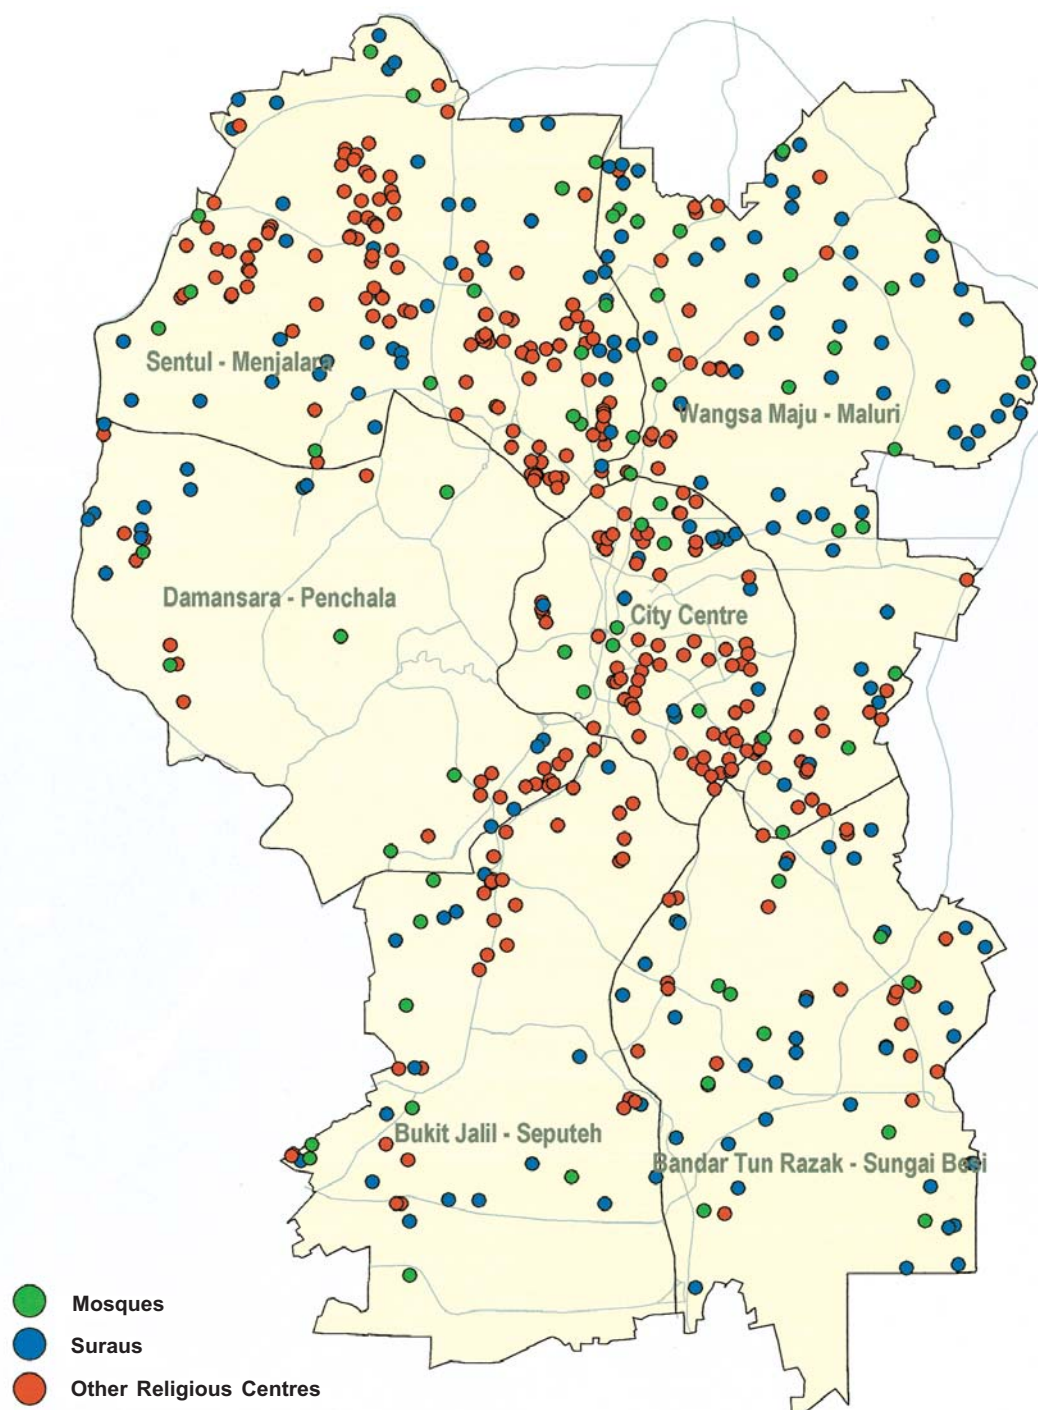 Sentul - Menjalara
Wangsa Maju - Maluri
Damansara - Penchala
City Centre
Bukit Jalil - Seputeh
Bandar Tun Razak - Sungai Besi
Mosques
Suraus
Other Religious Centres